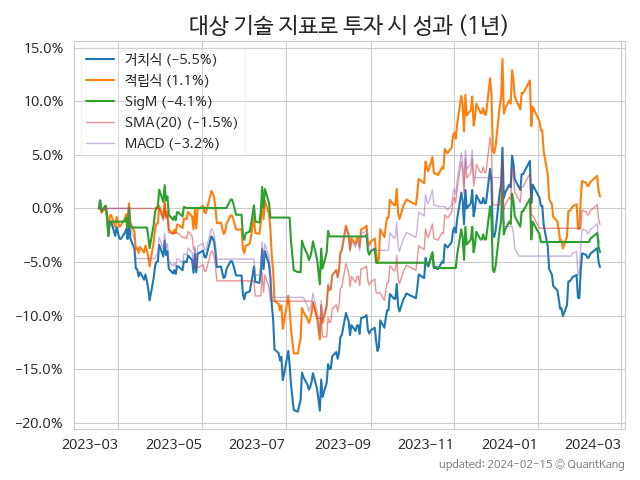 대상 기술 지표로 투자 시 성과 (1년)
15.0%
10.0%
5.0%
0.0%
−5.0%
−10.0%
−15.0%
−20.0%
거치식 (−5.5%)
적립식 (1.1%)
SigM (−4.1%)
SMA(20) (−1.5%)
MACD (−3.2%)
2023-03 2023-05 2023-07 2023-09 2023-11 2024-01 2024-03
updated: 2024-02-15 © QuantKang